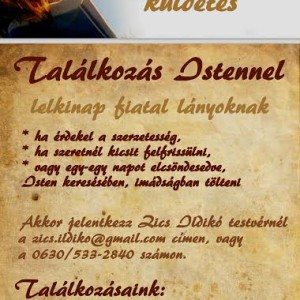 küldetés
Találkozás Istennel
lelkinap fiatal lányoknak
* ha érdekel a szerzetesség,
* ha szeretnél kicsit felfrissülni,
* vagy egy-egy napot elcsöndesedve,
Isten keresésében, imádságban tölteni
Akkor jelentkezz Zics Ildikó testvérnél
a zics.ildiko@gmail.com címen, vagy
a 0630/533-2840 számon.
Találkozásaink: